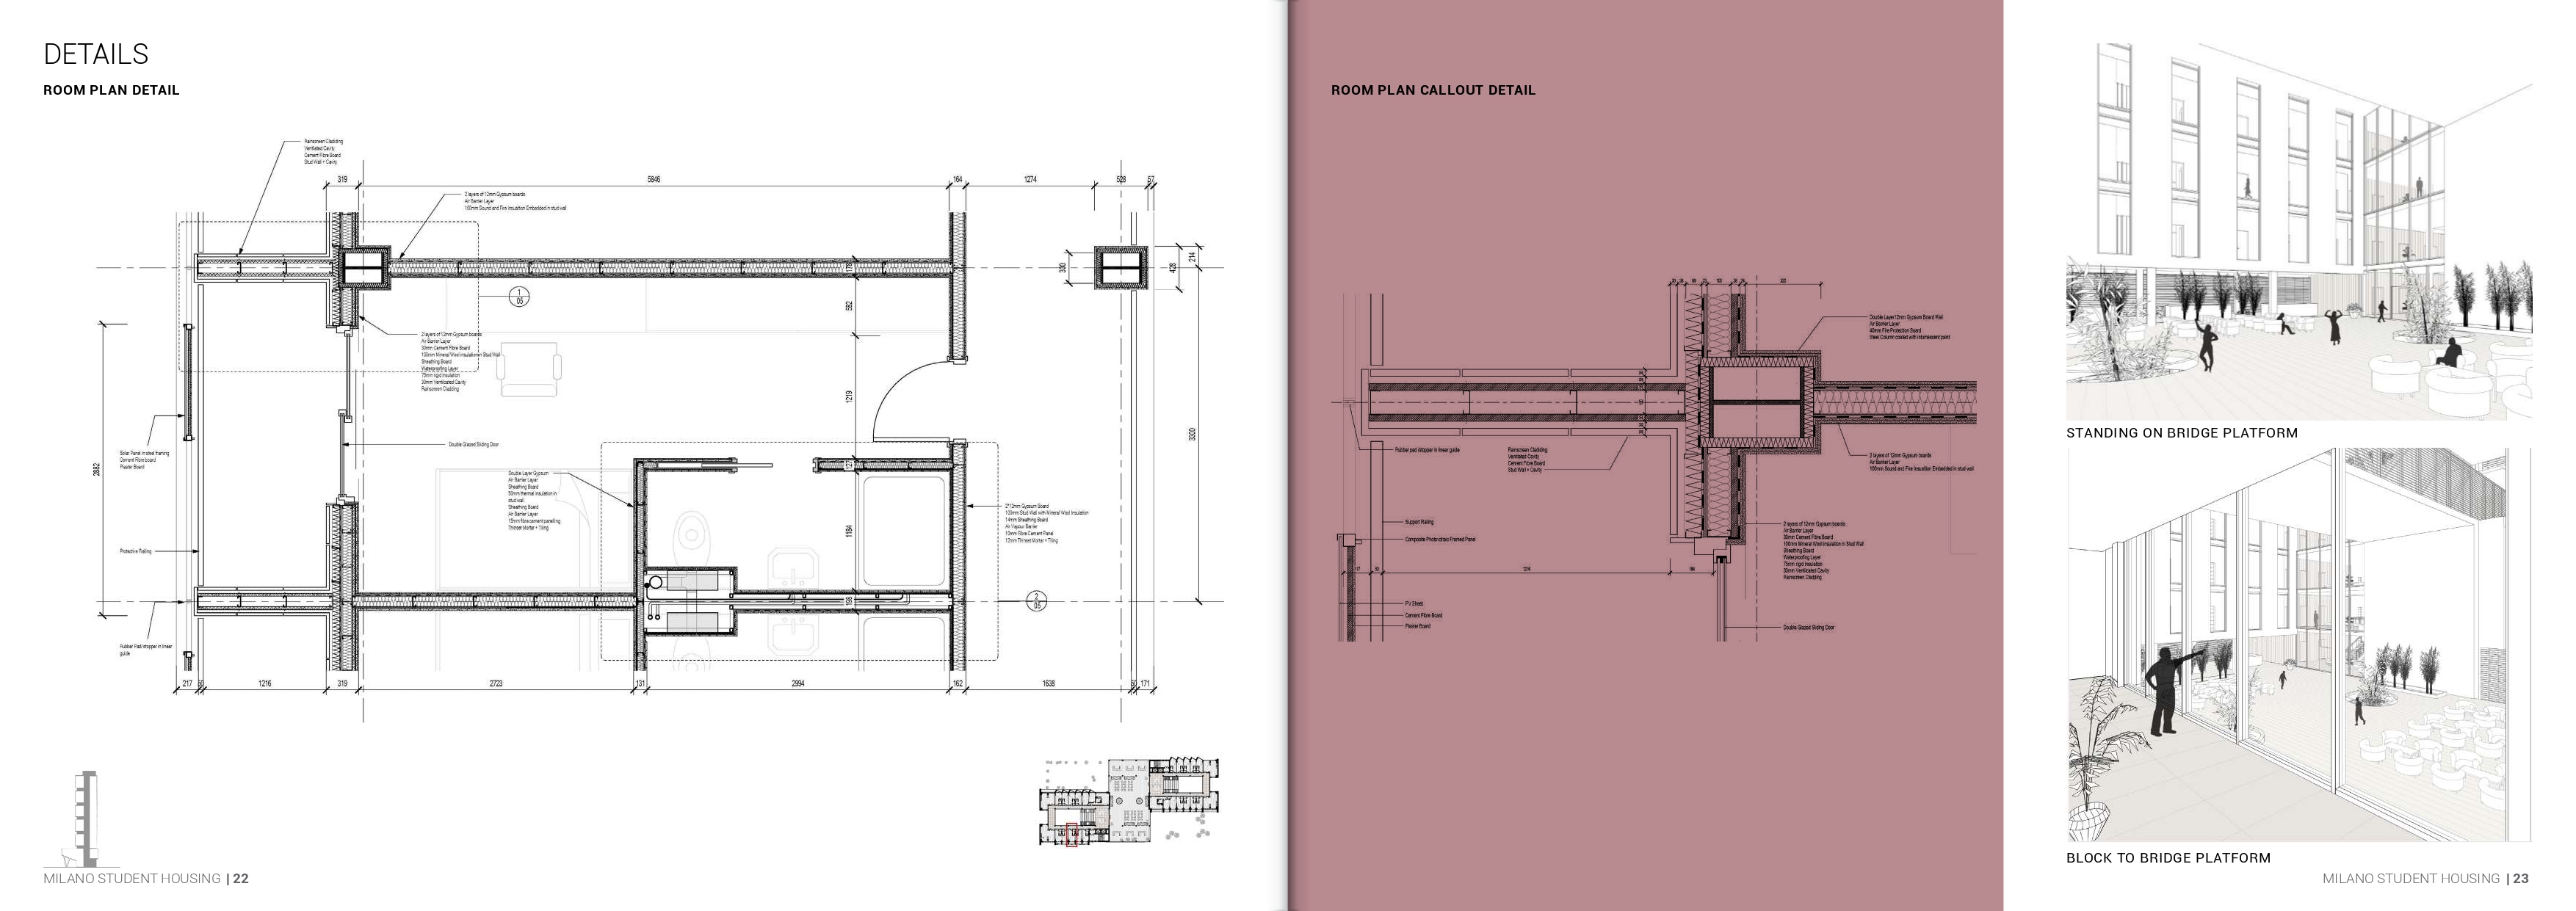 DETAILS
ROOM PLAN DETAIL
Rainscreen Cladding
Ventilated Cavity
Cement Fibre Board
Stud Wall + Cavity
319
5846
164
1274
528
57
2 layers of 12mm Gypsum boards
Air Barrier Layer
100mm Sound and Fire Insulation Embedded in stud wall
178
300
428
214
1
05
582
2 layers of 12mm Gypsum boards
Air Barrier Layer
30mm Cement Fibre Board
100mm Mineral Wool Insulation in Stud Wall
Sheathing Board
Waterproofing Layer
75mm rigid insulation
30mm Ventilated Cavity
Rainscreen Cladding
1219
3300
2882
Double Glazed Sliding Door
Solar Panel in steel framing
Cement Fibre board
Plaster Board
127
Double Layer Gypsum
Air Barrier Layer
Sheathing Board
50mm thermal insulation in
stud wall
Sheathing Board
Air Barrier Layer
15mm fibre cement panelling
Thinset Mortar + Tiling
2*12mm Gypsum Board
100mm Stud Wall with Mineral Wool Insulation
14mm Sheathing Board
Air Vapour Barrier
10mm Fibre Cement Panel
12mm Thinset Mortar + Tiling
1184
Protective Railing
198
2
05
Rubber Pad stopper in linear
guide
217
1216
319
2723
131
2994
162
1638
171
MILANO STUDENT HOUSING | 22
ROOM PLAN CALLOUT DETAIL
Double Layer 12mm Gypsum Board Wall
Air Barrier Layer
40mm Fire Protection Board
Steel Column coated with intumescent paint
Rubber pad stopper in linear guide
Rainscreen Cladding
Ventilated Cavity
Cement Fibre Board
Stud Wall + Cavity
2 layers of 12mm Gypsum boards
Air Barrier Layer
100mm Sound and Fire Insulation Embedded in stud wall
Support Railing
Composite Photovoltaic Framed Panel
2 layers of 12mm Gypsum boards
Air Barrier Layer
30mm Cement Fibre Board
100mm Mineral Wool Insulation in Stud Wall
Sheathing Board
Waterproofing Layer
75mm rigid insulation
30mm Ventilated Cavity
Rainscreen Cladding
1216
PV Sheet
Cement Fibre Board
Plaster Board
Double Glazed Sliding Door
STANDING ON BRIDGE PLATFORM
BLOCK TO BRIDGE PLATFORM
MILANO STUDENT HOUSING | 23